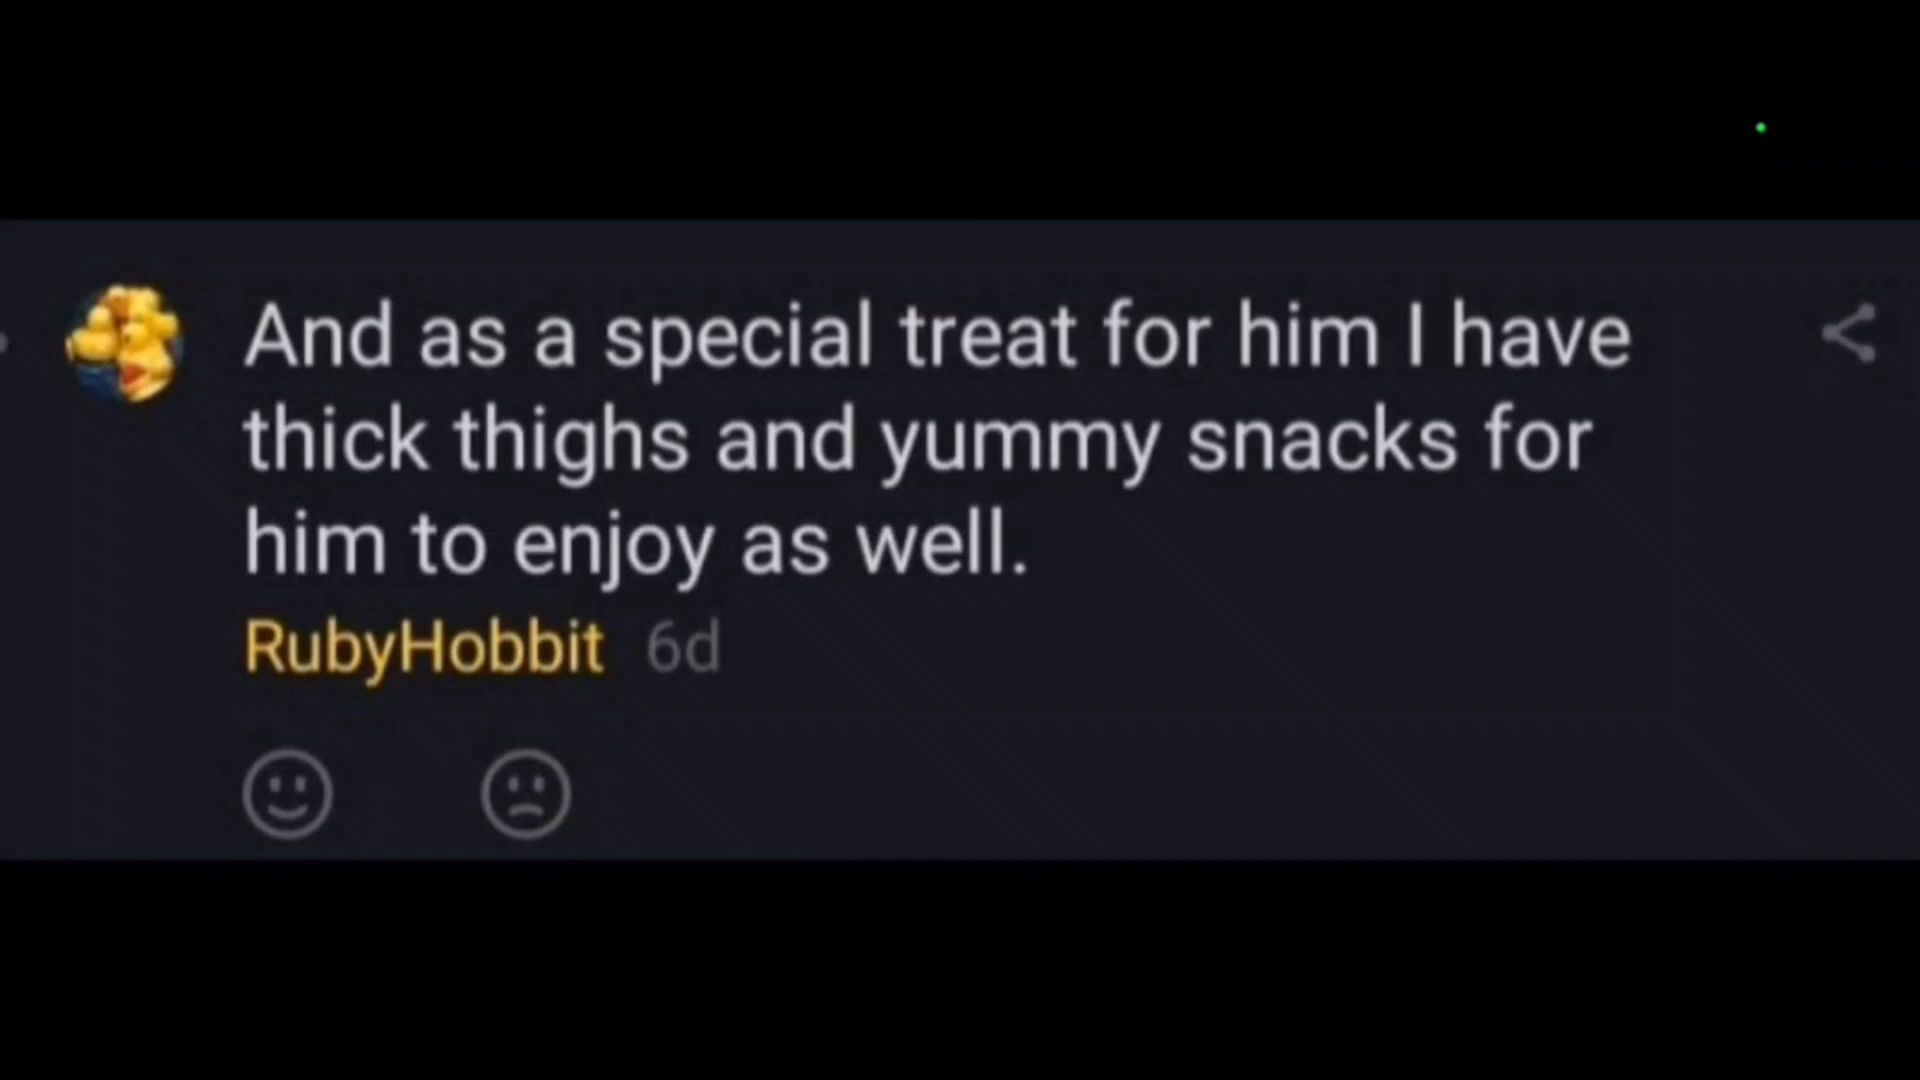 And as a special treat for him I have
thick thighs and yummy snacks for
him to enjoy as well.
RubyHobbit 6d